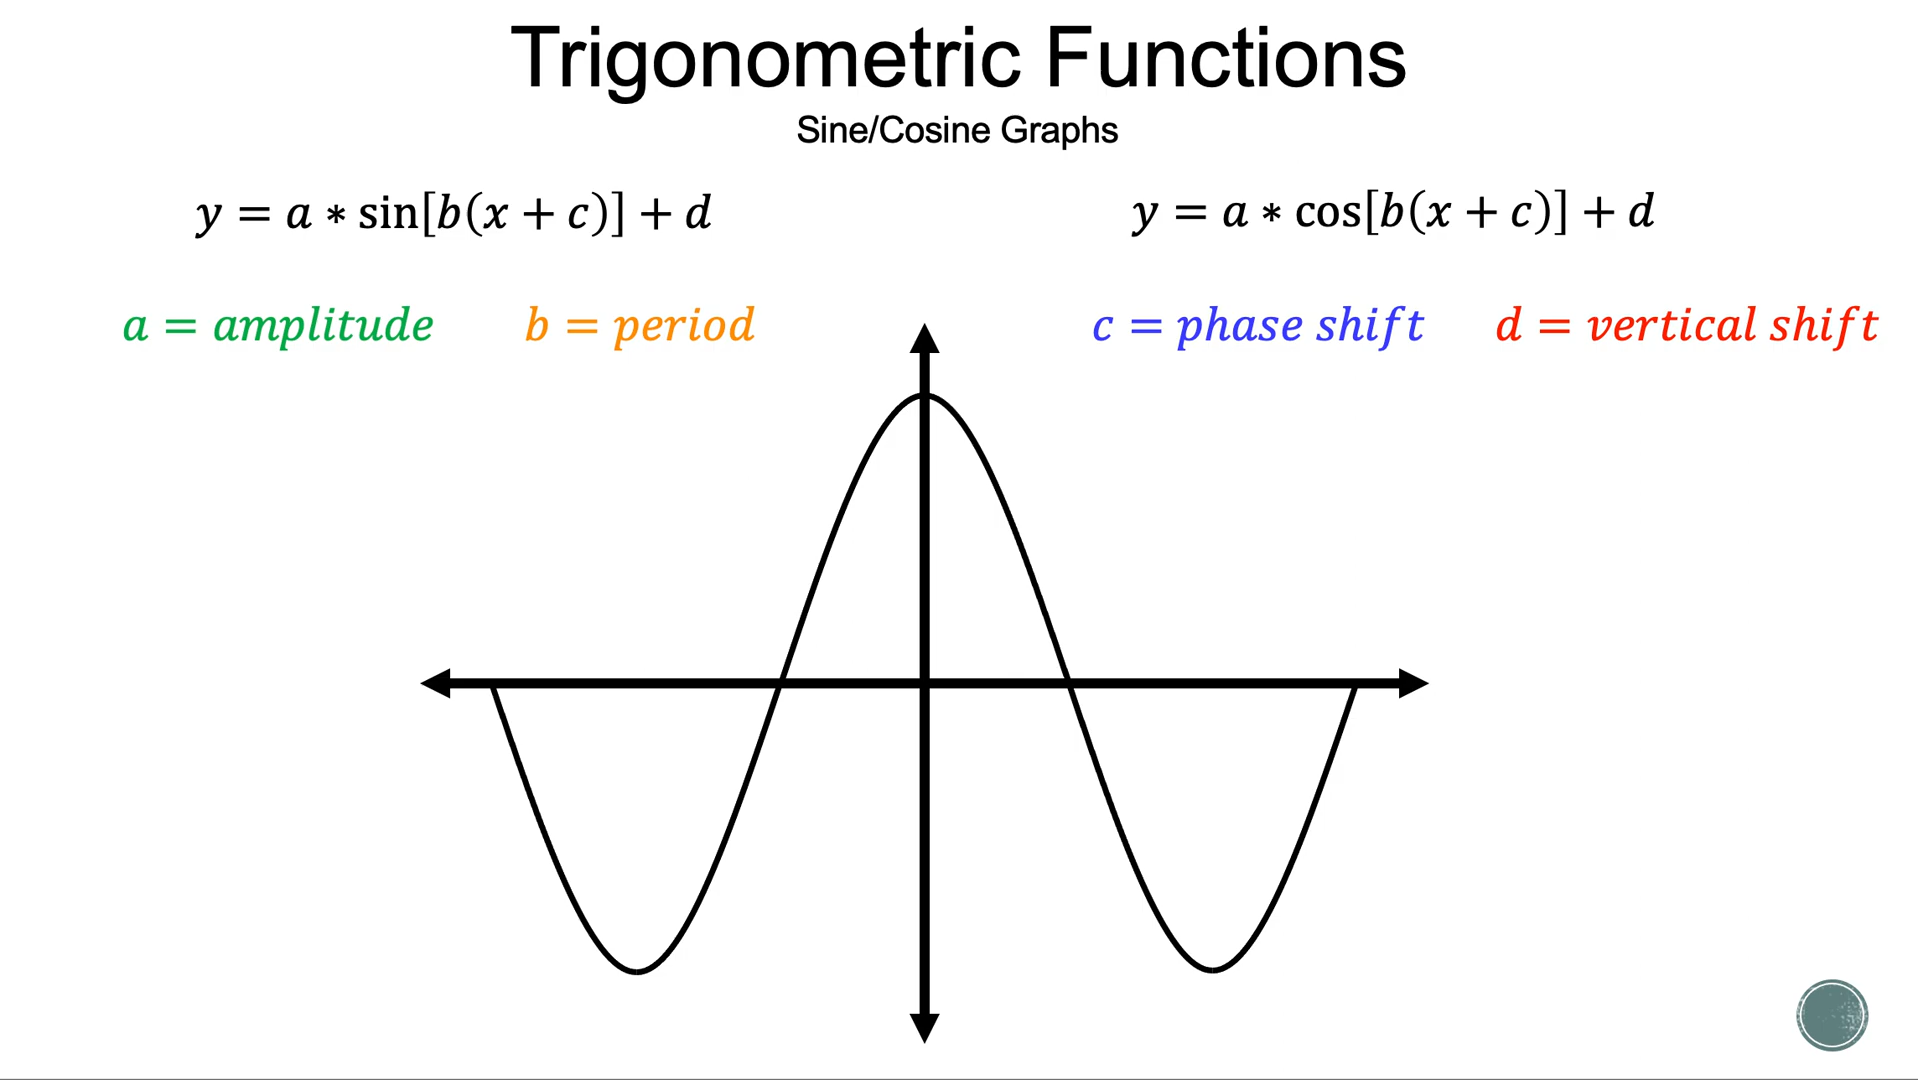 Trigonometric Functions
Sine/Cosine Graphs
y = a * sin[b(x + c)] + d
y = a * cos[b(x + c)] + d
a = amplitude
b = period
c = phase shift
d = vertical shift